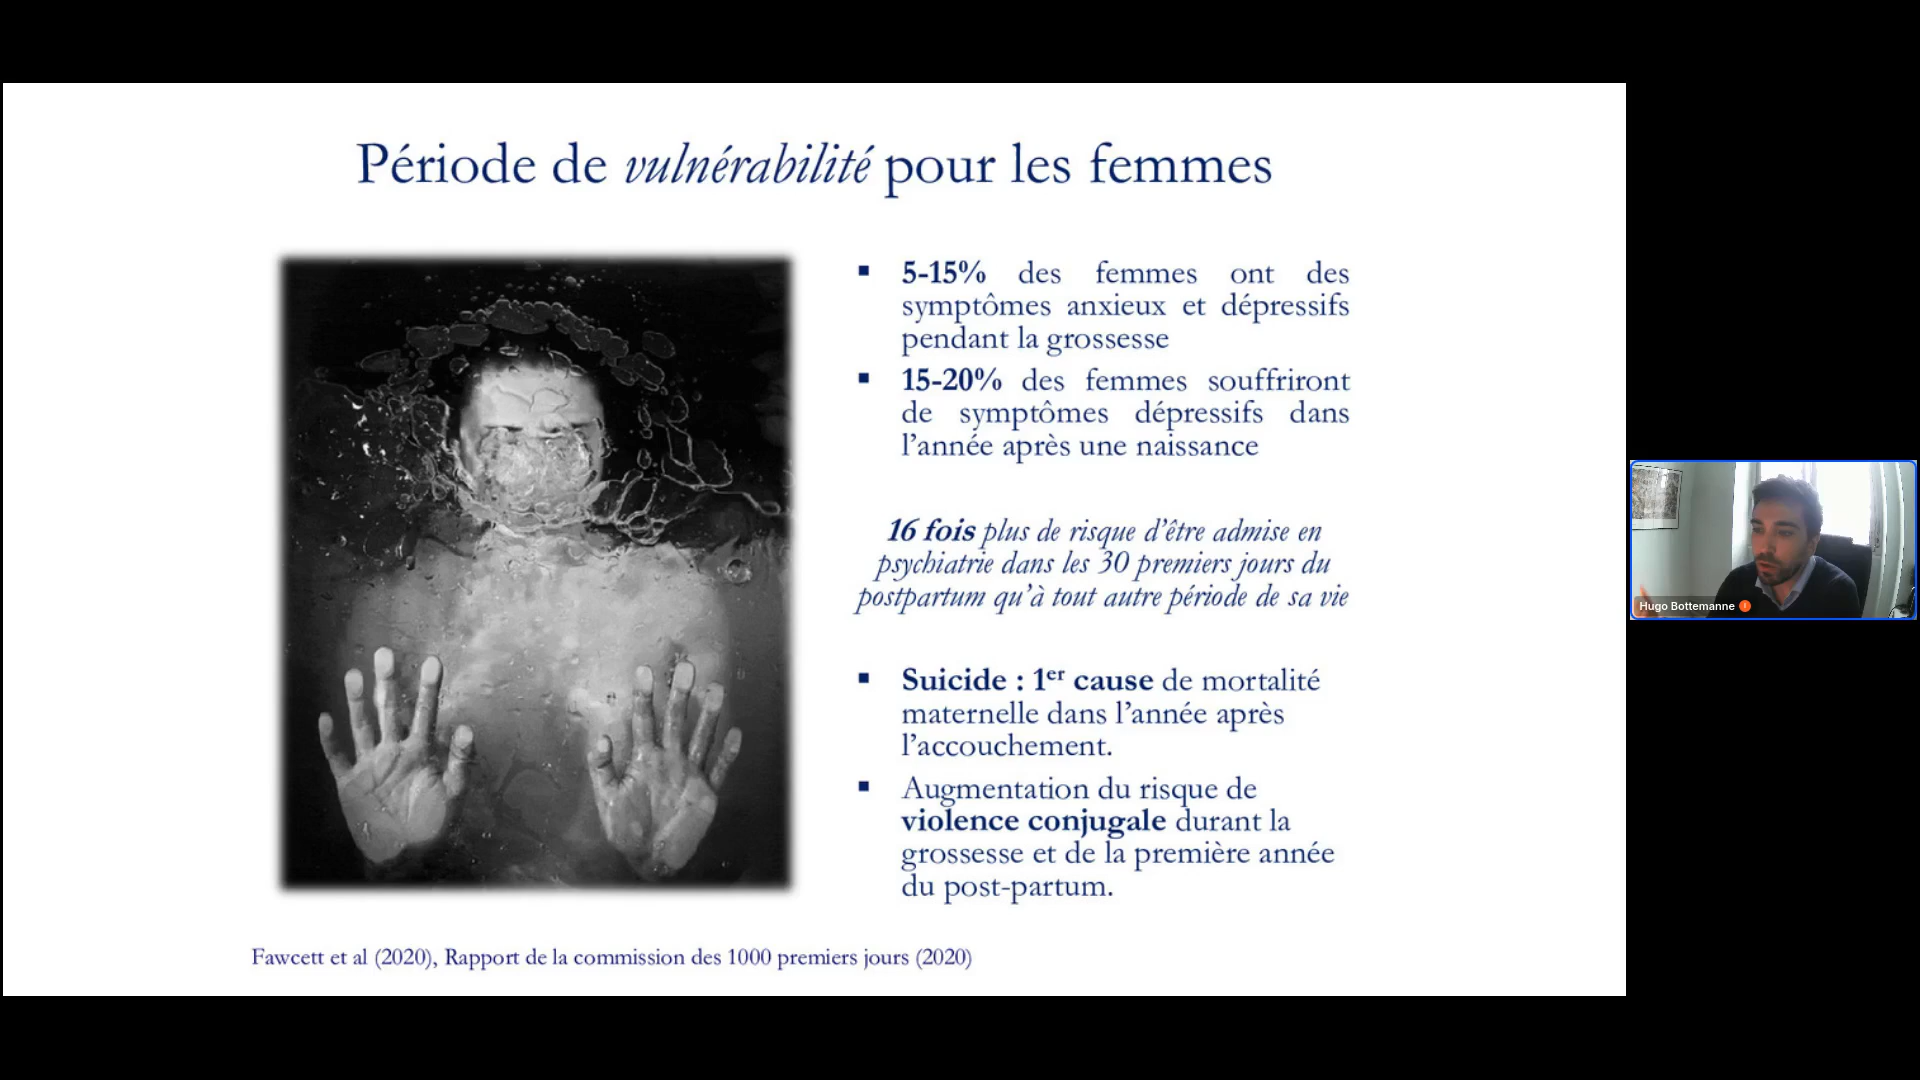 Période de vulnérabilité pour les femmes
▪ 5-15% des femmes ont des
symptômes anxieux et dépressifs
pendant la grossesse
▪ 15-20% des femmes souffriront
de symptômes dépressifs dans
l’année après une naissance
16 fois plus de risque d’être admise en
psychiatrie dans les 30 premiers jours du
postpartum qu’à tout autre période de sa vie
▪ Suicide : 1er cause de mortalité
maternelle dans l’année après
l’accouchement.
▪ Augmentation du risque de
violence conjugale durant la
grossesse et de la première année
du post-partum.
Fawcett et al (2020), Rapport de la commission des 1000 premiers jours (2020)
Hugo Bottemanne